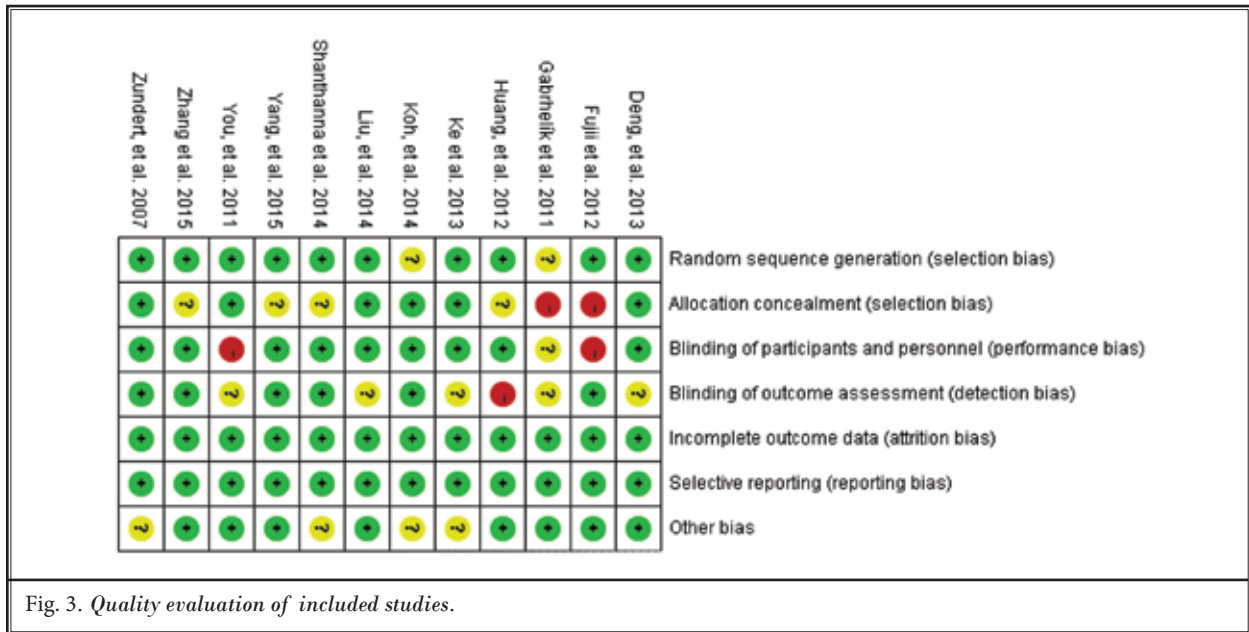 Zundert, et al. 2007
Zhang et al. 2015
You, et al. 2011
Yang, et al. 2015
Shanthanna et al. 2014
Liu, et al. 2014
Koh, et al. 2014
Ke et al. 2013
Huang, et al. 2012
Gabrhelík et al. 2011
Fujii et al. 2012
Deng, et al. 2013
+ + + + + + ? + + ? + + Random sequence generation (selection bias)
+ ? + ? ? + + + ? - - + Allocation concealment (selection bias)
+ + - + + + + + + ? - + Blinding of participants and personnel (performance bias)
+ + ? + + ? + ? - ? + ? Blinding of outcome assessment (detection bias)
+ + + + + + + + + + + + Incomplete outcome data (attrition bias)
+ + + + + + + + + + + + Selective reporting (reporting bias)
? + + + ? + ? ? + + + + Other bias
Fig. 3. Quality evaluation of included studies.